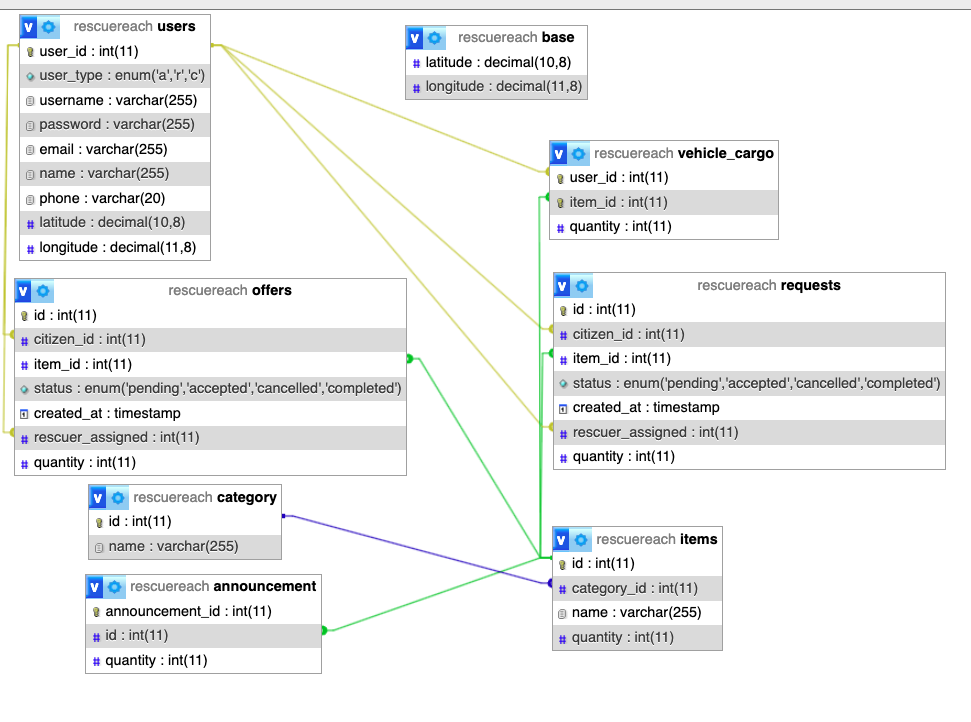 v rescuereach users
user_id : int(11)
user_type : enum('a','r','c')
username : varchar(255)
password : varchar(255)
email : varchar(255)
name : varchar(255)
phone : varchar(20)
# latitude : decimal(10,8)
# longitude : decimal(11,8)
v rescuereach base
# latitude : decimal(10,8)
# longitude : decimal(11,8)
v rescuereach vehicle_cargo
user_id : int(11)
item_id : int(11)
# quantity : int(11)
v rescuereach offers
id : int(11)
# citizen_id : int(11)
# item_id : int(11)
status : enum('pending','accepted','cancelled','completed')
created_at : timestamp
# rescuer_assigned : int(11)
# quantity : int(11)
v rescuereach requests
id : int(11)
# citizen_id : int(11)
# item_id : int(11)
status : enum('pending','accepted','cancelled','completed')
created_at : timestamp
# rescuer_assigned : int(11)
# quantity : int(11)
v rescuereach category
id : int(11)
name : varchar(255)
v rescuereach announcement
announcement_id : int(11)
# id : int(11)
# quantity : int(11)
v rescuereach items
id : int(11)
# category_id : int(11)
name : varchar(255)
# quantity : int(11)